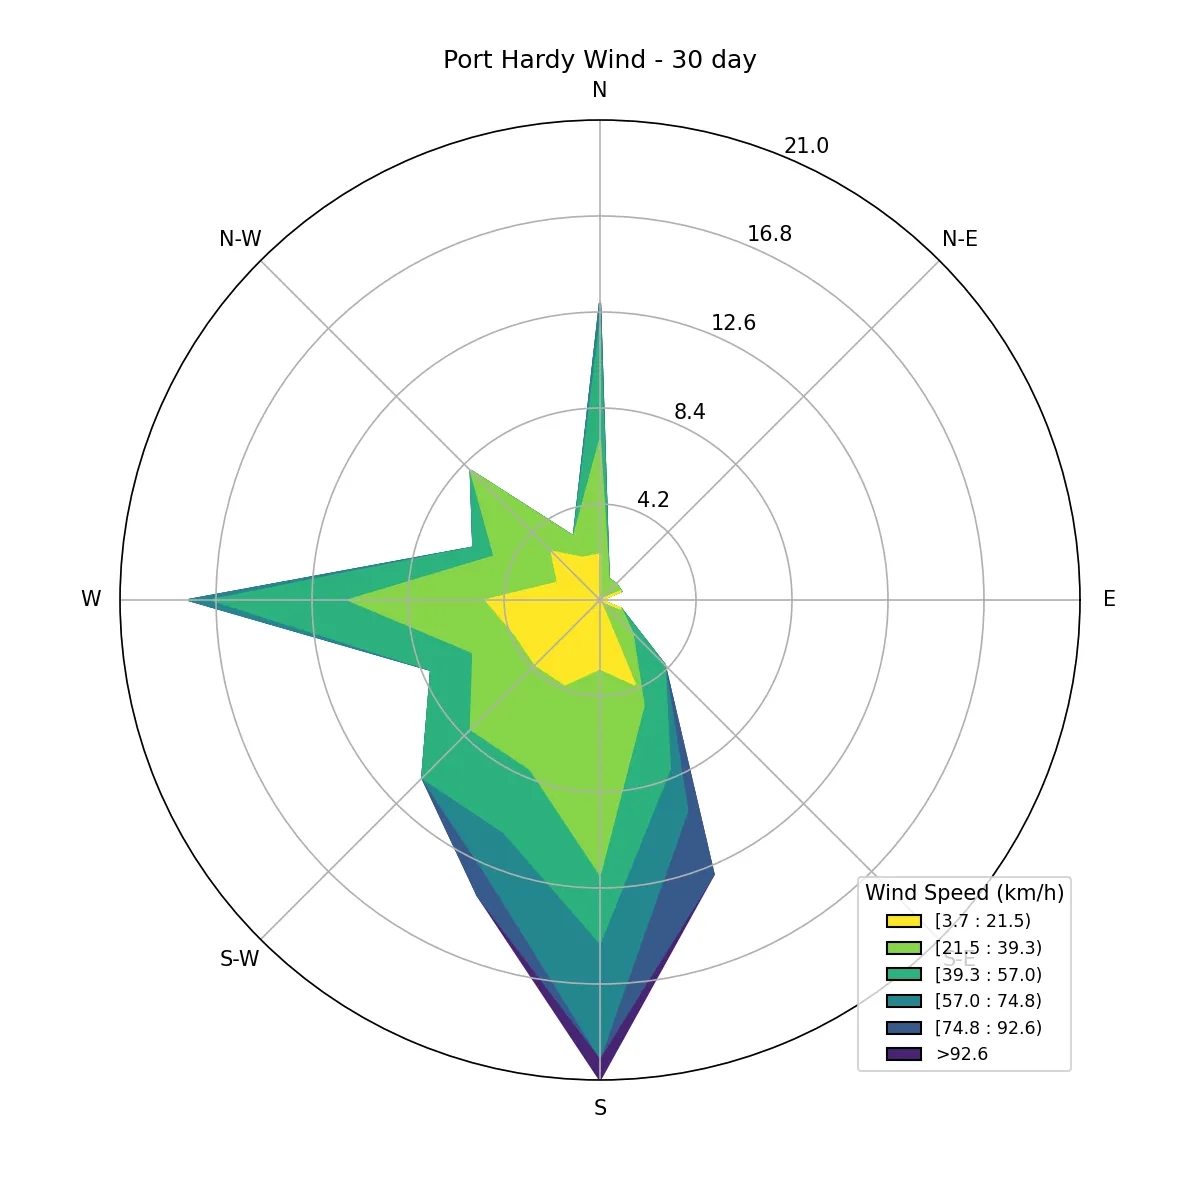 Port Hardy Wind - 30 day
N
21.0
N-W
16.8
N-E
12.6
8.4
4.2
W
E
Wind Speed (km/h)
[3.7 : 21.5)
[21.5 : 39.3)
S-W
S-E
[39.3 : 57.0)
[57.0 : 74.8)
[74.8 : 92.6)
>92.6
S